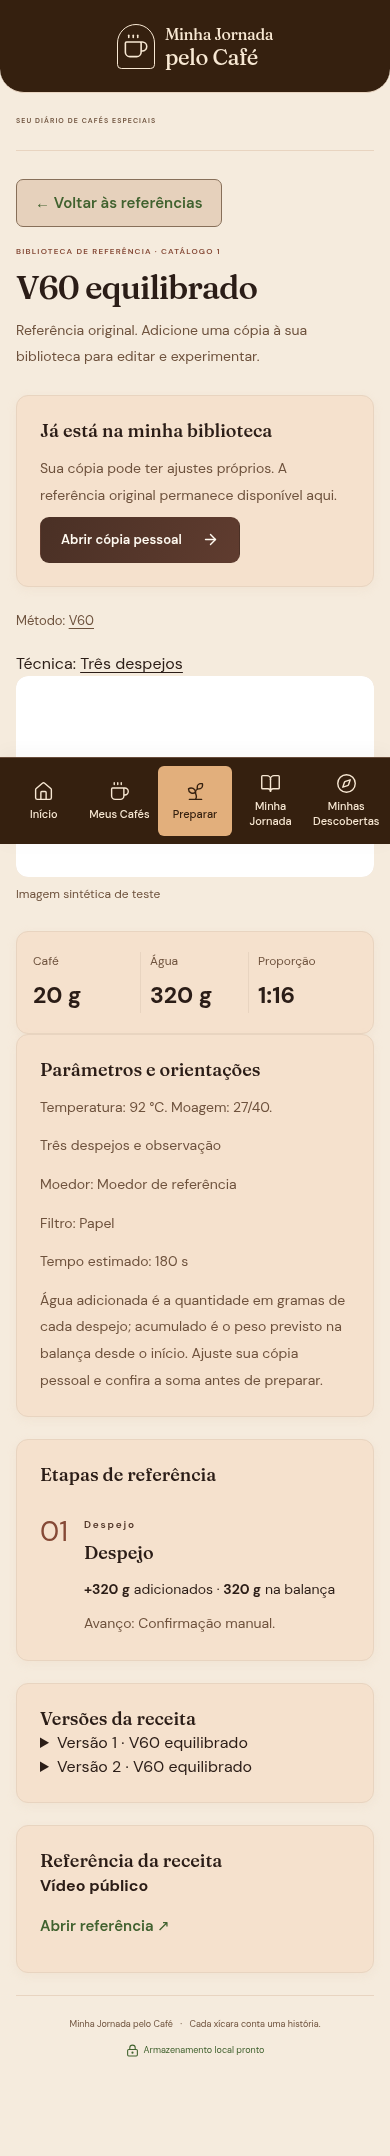 Minha Jornada
pelo Café
SEU DIÁRIO DE CAFÉS ESPECIAIS
← Voltar às referências
BIBLIOTECA DE REFERÊNCIA · CATÁLOGO 1
V60 equilibrado
Referência original. Adicione uma cópia à sua
biblioteca para editar e experimentar.
Já está na minha biblioteca
Sua cópia pode ter ajustes próprios. A
referência original permanece disponível aqui.
Abrir cópia pessoal →
Método: V60
Técnica: Três despejos
Início
Meus Cafés
Preparar
Minha
Jornada
Minhas
Descobertas
Imagem sintética de teste
Café
20 g
Água
320 g
Proporção
1:16
Parâmetros e orientações
Temperatura: 92 °C. Moagem: 27/40.
Três despejos e observação
Moedor: Moedor de referência
Filtro: Papel
Tempo estimado: 180 s
Água adicionada é a quantidade em gramas de
cada despejo; acumulado é o peso previsto na
balança desde o início. Ajuste sua cópia
pessoal e confira a soma antes de preparar.
Etapas de referência
01
Despejo
Despejo
+320 g adicionados · 320 g na balança
Avanço: Confirmação manual.
Versões da receita
▶ Versão 1 · V60 equilibrado
▶ Versão 2 · V60 equilibrado
Referência da receita
Vídeo público
Abrir referência ↗
Minha Jornada pelo Café · Cada xícara conta uma história.
Armazenamento local pronto